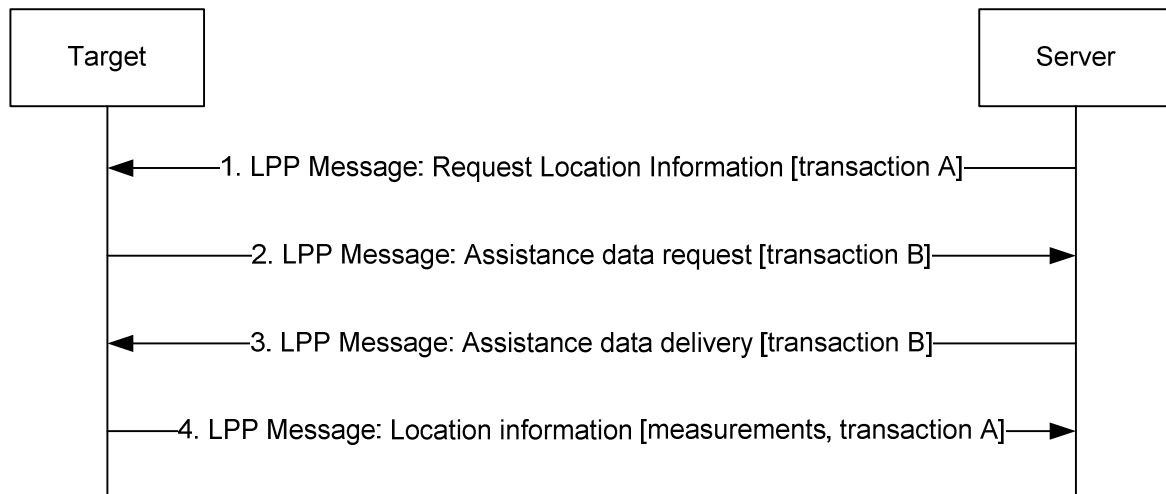 Target
Server
1. LPP Message: Request Location Information [transaction A]
2. LPP Message: Assistance data request [transaction B]
3. LPP Message: Assistance data delivery [transaction B]
4. LPP Message: Location information [measurements, transaction A]